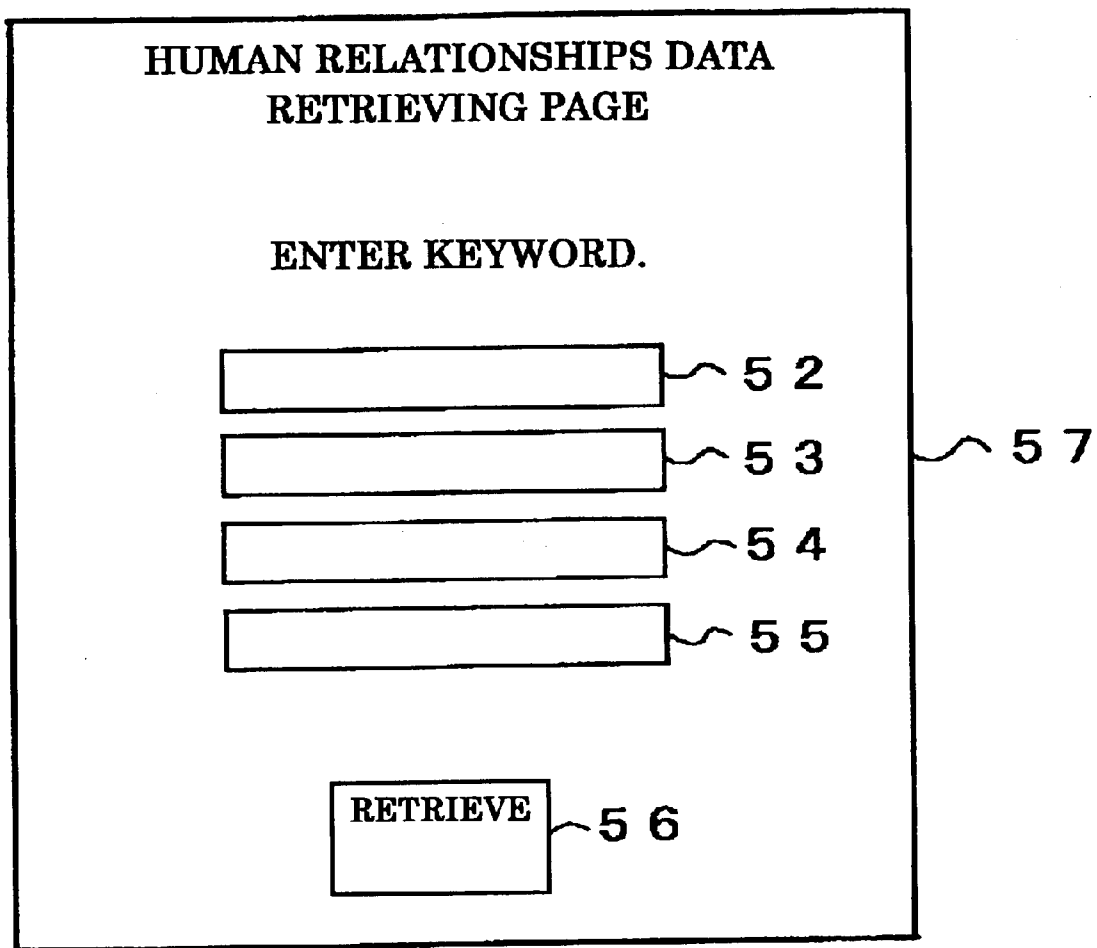 HUMAN RELATIONSHIPS DATA
RETRIEVING PAGE
ENTER KEYWORD.
52
53
57
54
55
RETRIEVE
56